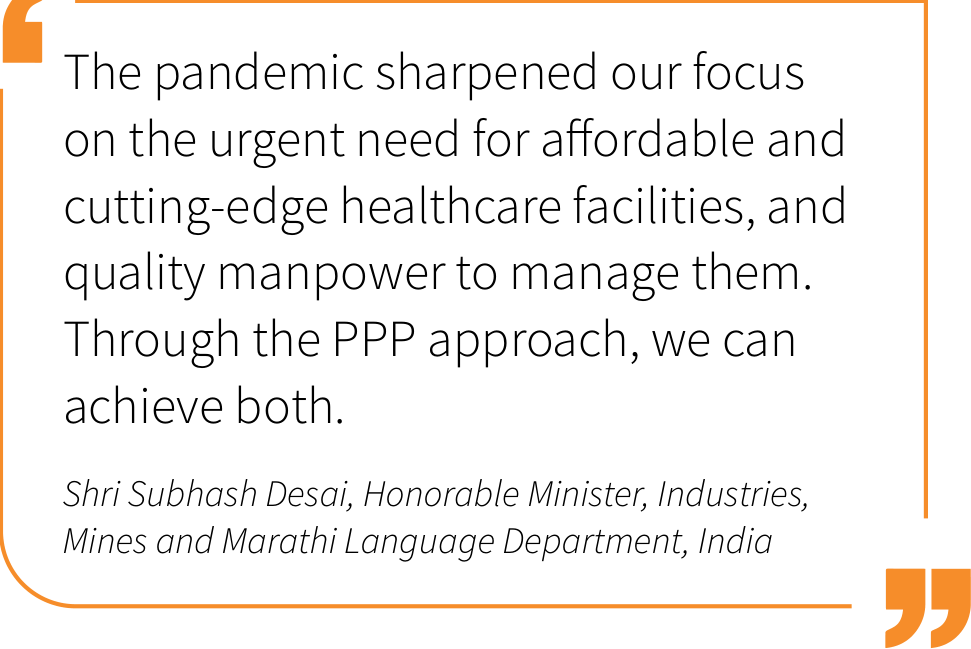 The pandemic sharpened our focus
on the urgent need for affordable and
cutting-edge healthcare facilities, and
quality manpower to manage them.
Through the PPP approach, we can
achieve both.
Shri Subhash Desai, Honorable Minister, Industries,
Mines and Marathi Language Department, India